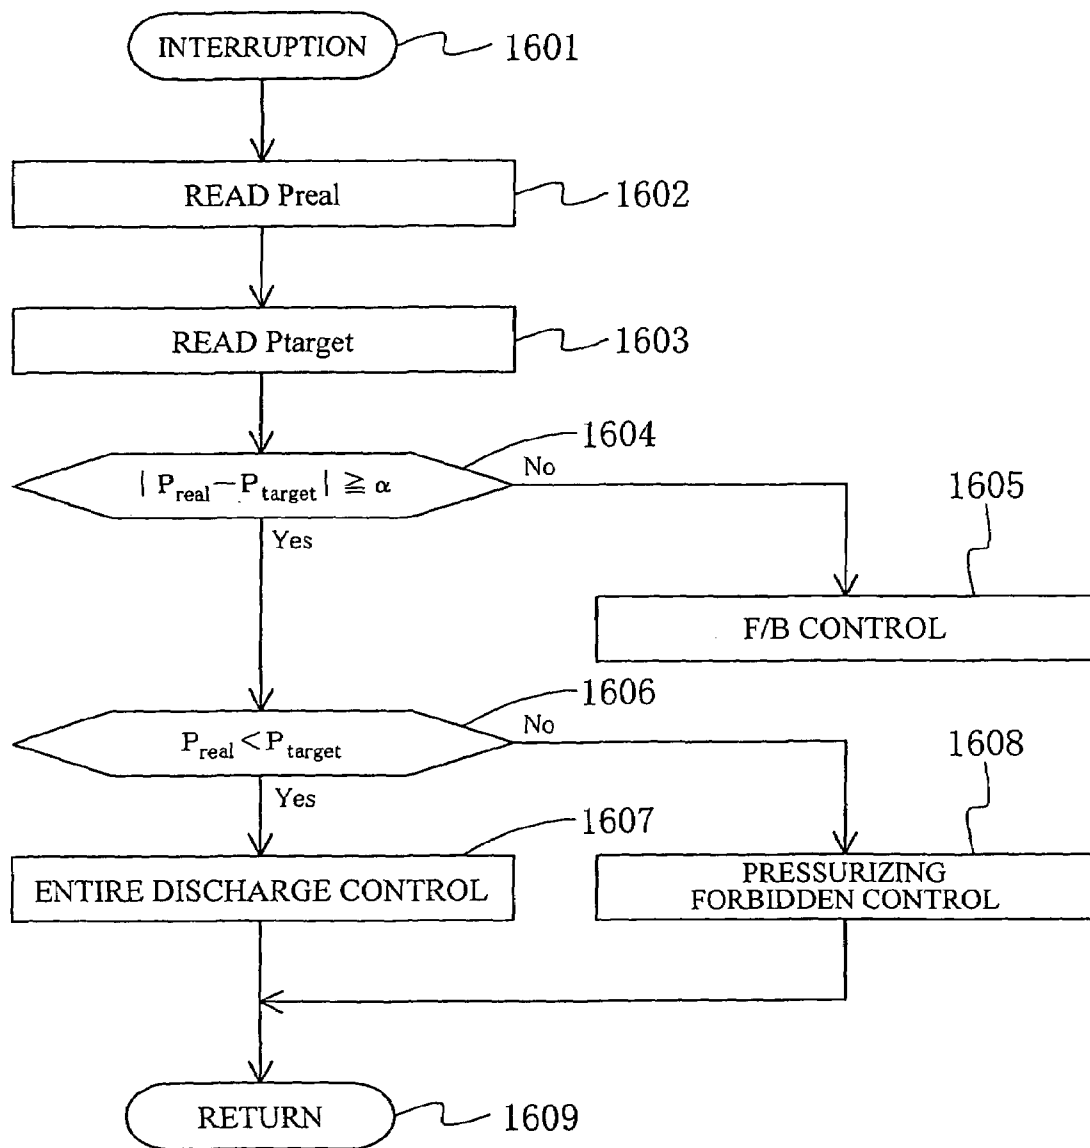 INTERRUPTION
1601
READ Preal
1602
READ Ptarget
1603
1604
| Preal−Ptarget | ≧ α
No
Yes
1605
F/B CONTROL
1606
Preal < Ptarget
No
Yes
1608
1607
ENTIRE DISCHARGE CONTROL
PRESSURIZING
FORBIDDEN CONTROL
RETURN
1609